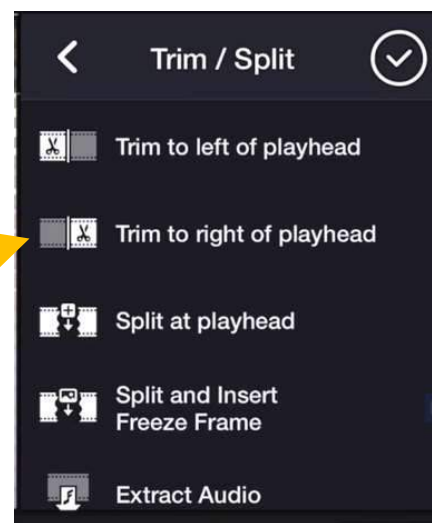 Trim / Split
Trim to left of playhead
Trim to right of playhead
Split at playhead
Split and Insert
Freeze Frame
Extract Audio